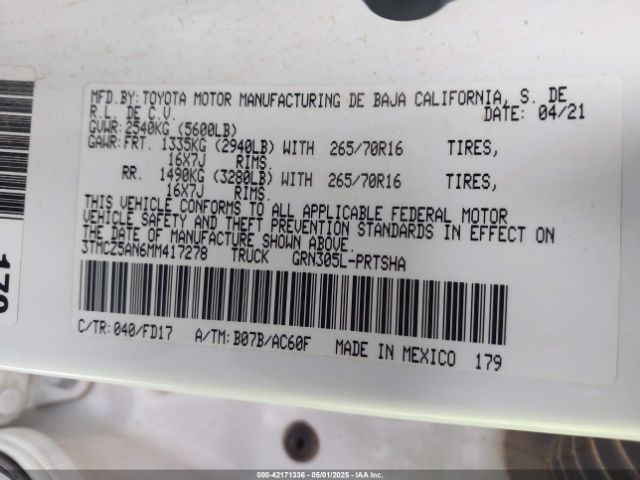 MFD.BY:TOYOTA MOTOR MANUFACTURING DE BAJA CALIFORNIA, S. DE
R.L. DE C.V. DATE: 04/21
GVWR:2540KG (5600LB)
GAWR:FRT. 1335KG (2940LB) WITH 265/70R16 TIRES,
16X7J RIMS.
RR. 1490KG (3280LB) WITH 265/70R16 TIRES,
16X7J RIMS.
THIS VEHICLE CONFORMS TO ALL APPLICABLE FEDERAL MOTOR
VEHICLE SAFETY AND THEFT PREVENTION STANDARDS IN EFFECT ON
THE DATE OF MANUFACTURE SHOWN ABOVE.
3TMCZ5AN6MM417278 TRUCK GRN305L-PRTSHA
C/TR:040/FD17 A/TM:B07B/AC60F MADE IN MEXICO 179
000-42171336 - 05/01/2025 - IAA Inc.